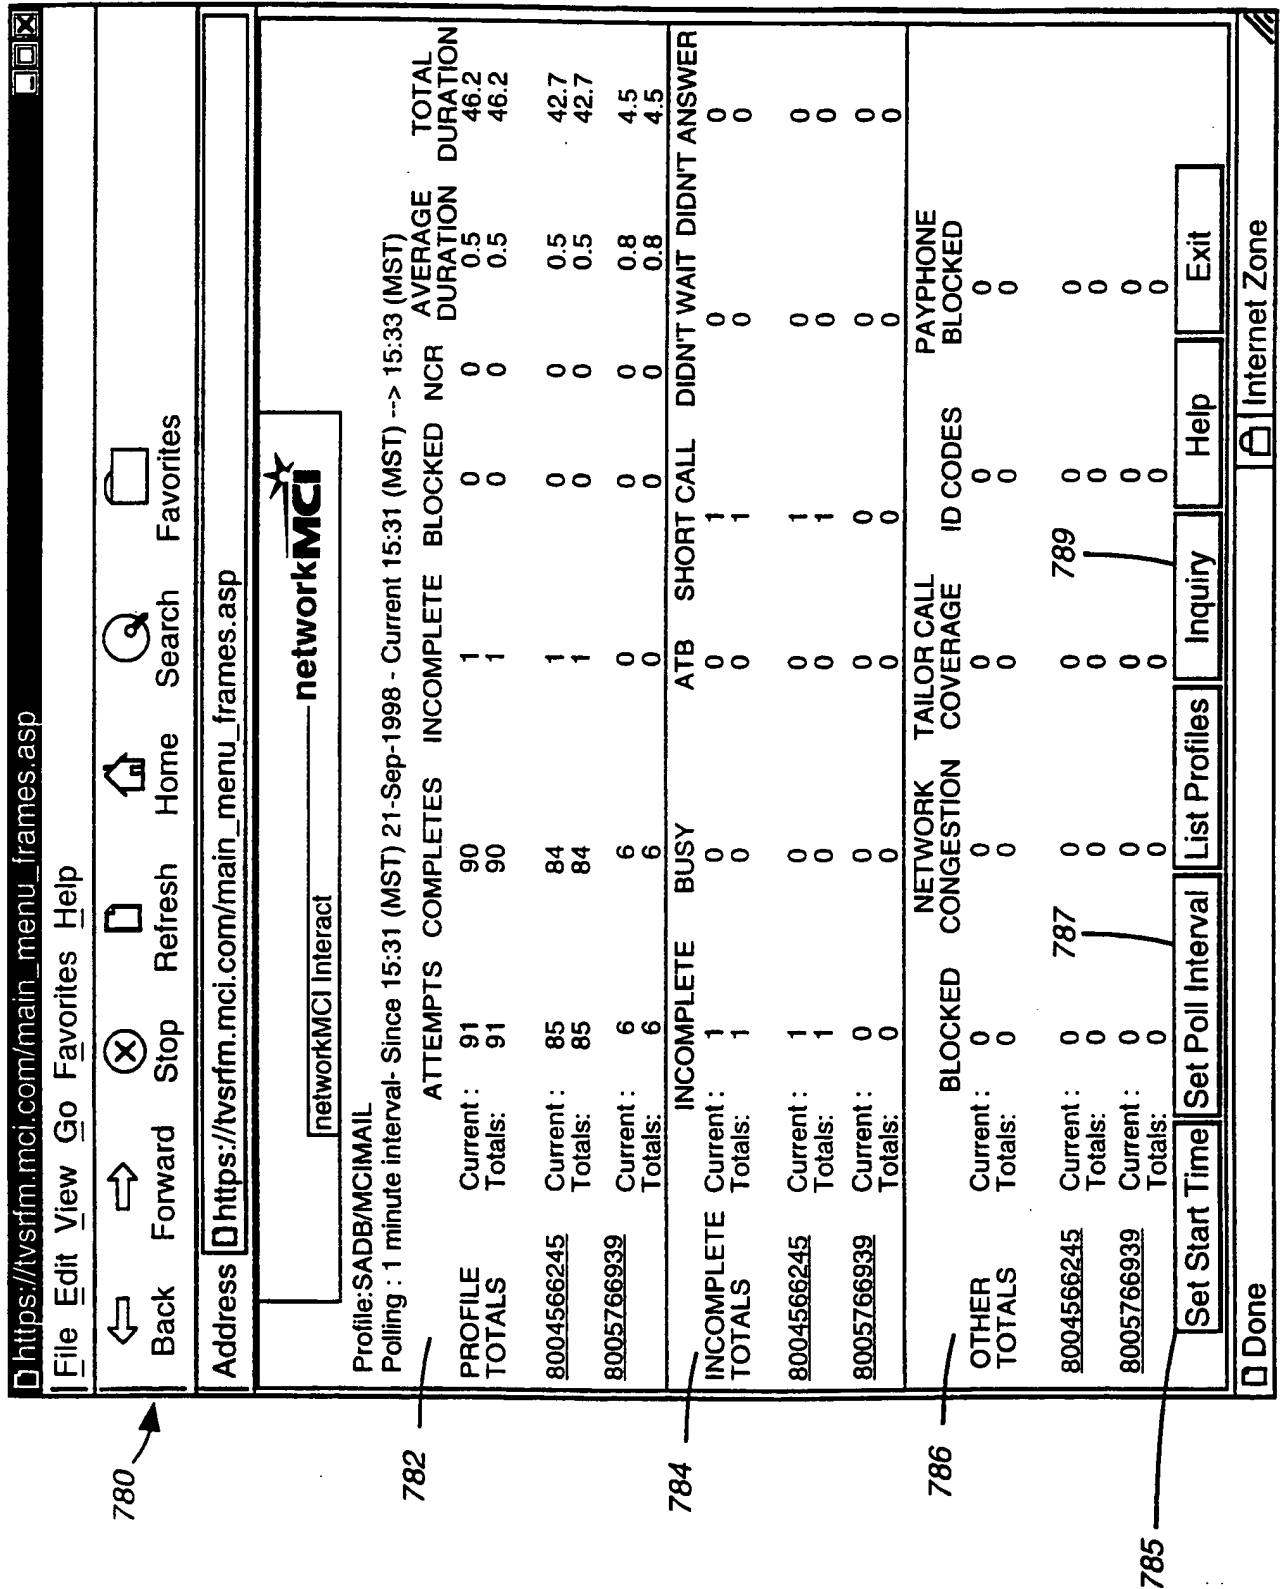 https://tvsrfm.mci.com/main_menu_frames.asp
File Edit View Go Favorites Help
Back Forward Stop Refresh Home Search Favorites
Address https://tvsrfm.mci.com/main_menu_frames.asp
networkMCI Interact networkMCI
Profile:SADB/MCIMAIL
Polling : 1 minute interval- Since 15:31 (MST) 21-Sep-1998 - Current 15:31 (MST) --> 15:33 (MST)
ATTEMPTS COMPLETES INCOMPLETE BLOCKED NCR AVERAGE DURATION TOTAL DURATION
PROFILE Current : 91 90 1 0 0 0.5 46.2
TOTALS Totals: 91 90 1 0 0 0.5 46.2
8004566245 Current : 85 84 1 0 0 0.5 42.7
Totals: 85 84 1 0 0 0.5 42.7
8005766939 Current : 6 6 0 0 0 0.8 4.5
Totals: 6 6 0 0 0 0.8 4.5
INCOMPLETE BUSY ATB SHORT CALL DIDN'T WAIT DIDN'T ANSWER
INCOMPLETE Current : 1 0 0 1 0 0
TOTALS Totals: 1 0 0 1 0 0
8004566245 Current : 1 0 0 1 0 0
Totals: 1 0 0 1 0 0
8005766939 Current : 0 0 0 0 0 0
Totals: 0 0 0 0 0 0
BLOCKED NETWORK CONGESTION TAILOR CALL COVERAGE ID CODES PAYPHONE BLOCKED
OTHER Current : 0 0 0 0 0
TOTALS Totals: 0 0 0 0 0
8004566245 Current : 0 0 0 0 0
Totals: 0 0 0 0 0
8005766939 Current : 0 0 0 0 0
Totals: 0 0 0 0 0
Set Start Time Set Poll Interval List Profiles Inquiry Help Exit
Done Internet Zone
780
782
784
786
785
787
789